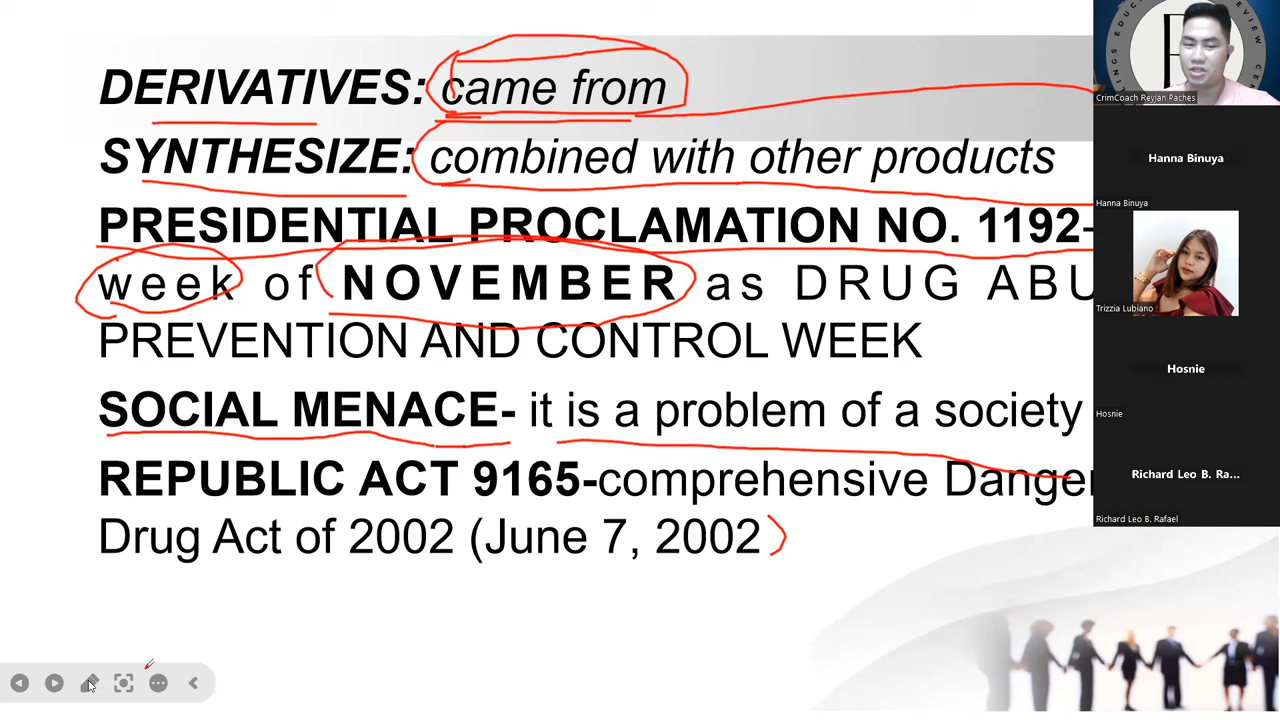 DERIVATIVES: came from
SYNTHESIZE: combined with other products
PRESIDENTIAL PROCLAMATION NO. 1192-
week of NOVEMBER as DRUG ABU
PREVENTION AND CONTROL WEEK
SOCIAL MENACE- it is a problem of a society
REPUBLIC ACT 9165-comprehensive Danger
Drug Act of 2002 (June 7, 2002)
CrimCoach Reyjan Paches
Hanna Binuya
Hanna Binuya
Trizzia Lubiano
Hosnie
Hosnie
Richard Leo B. Ra...
Richard Leo B. Rafael